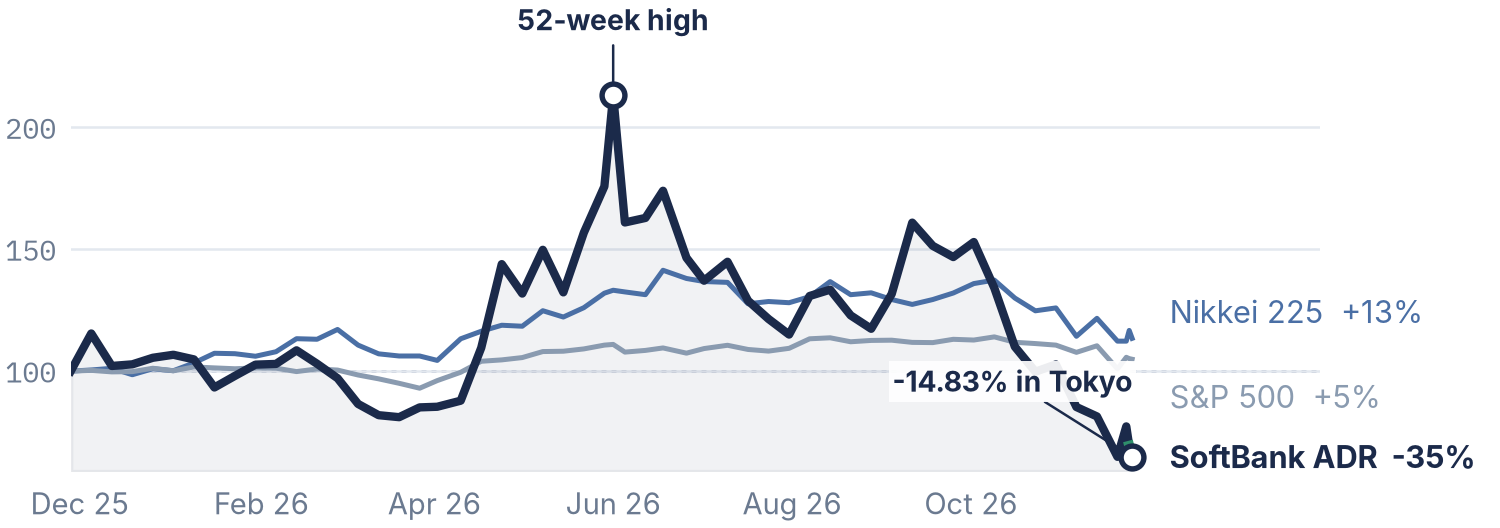 52-week high
200
150
100
Nikkei 225 +13%
-14.83% in Tokyo
S&P 500 +5%
SoftBank ADR -35%
Dec 25 Feb 26 Apr 26 Jun 26 Aug 26 Oct 26